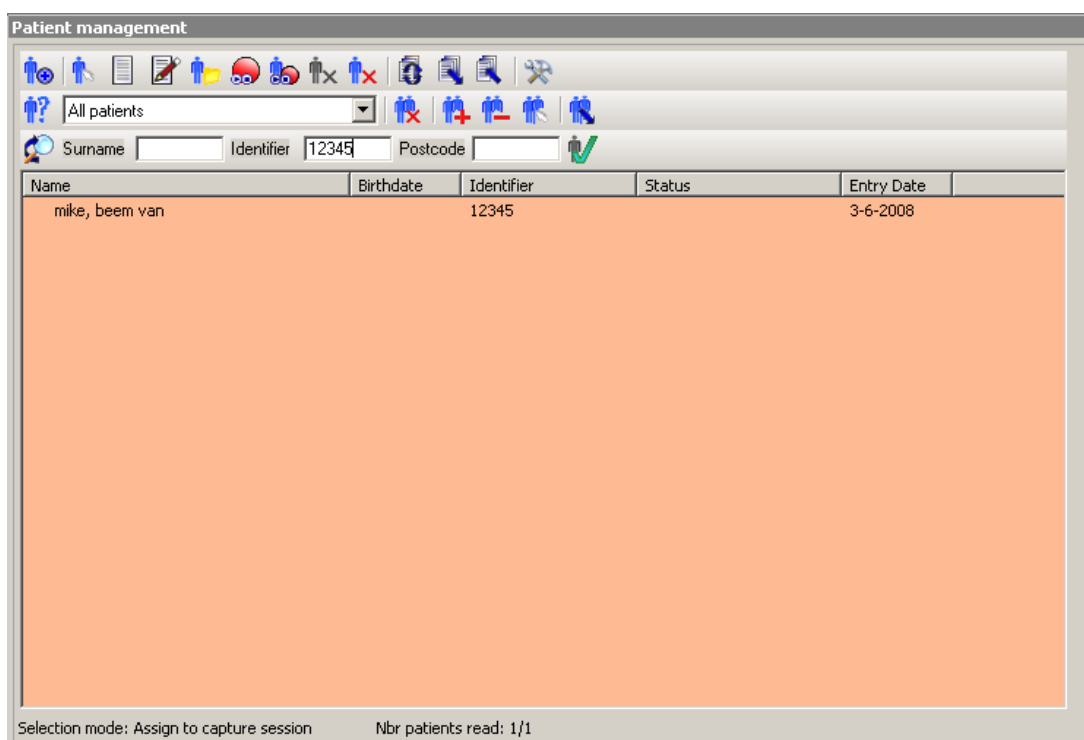 Patient management
All patients
Surname Identifier 12345 Postcode
Name Birthdate Identifier Status Entry Date
mike, beem van 12345 3-6-2008
Selection mode: Assign to capture session Nbr patients read: 1/1